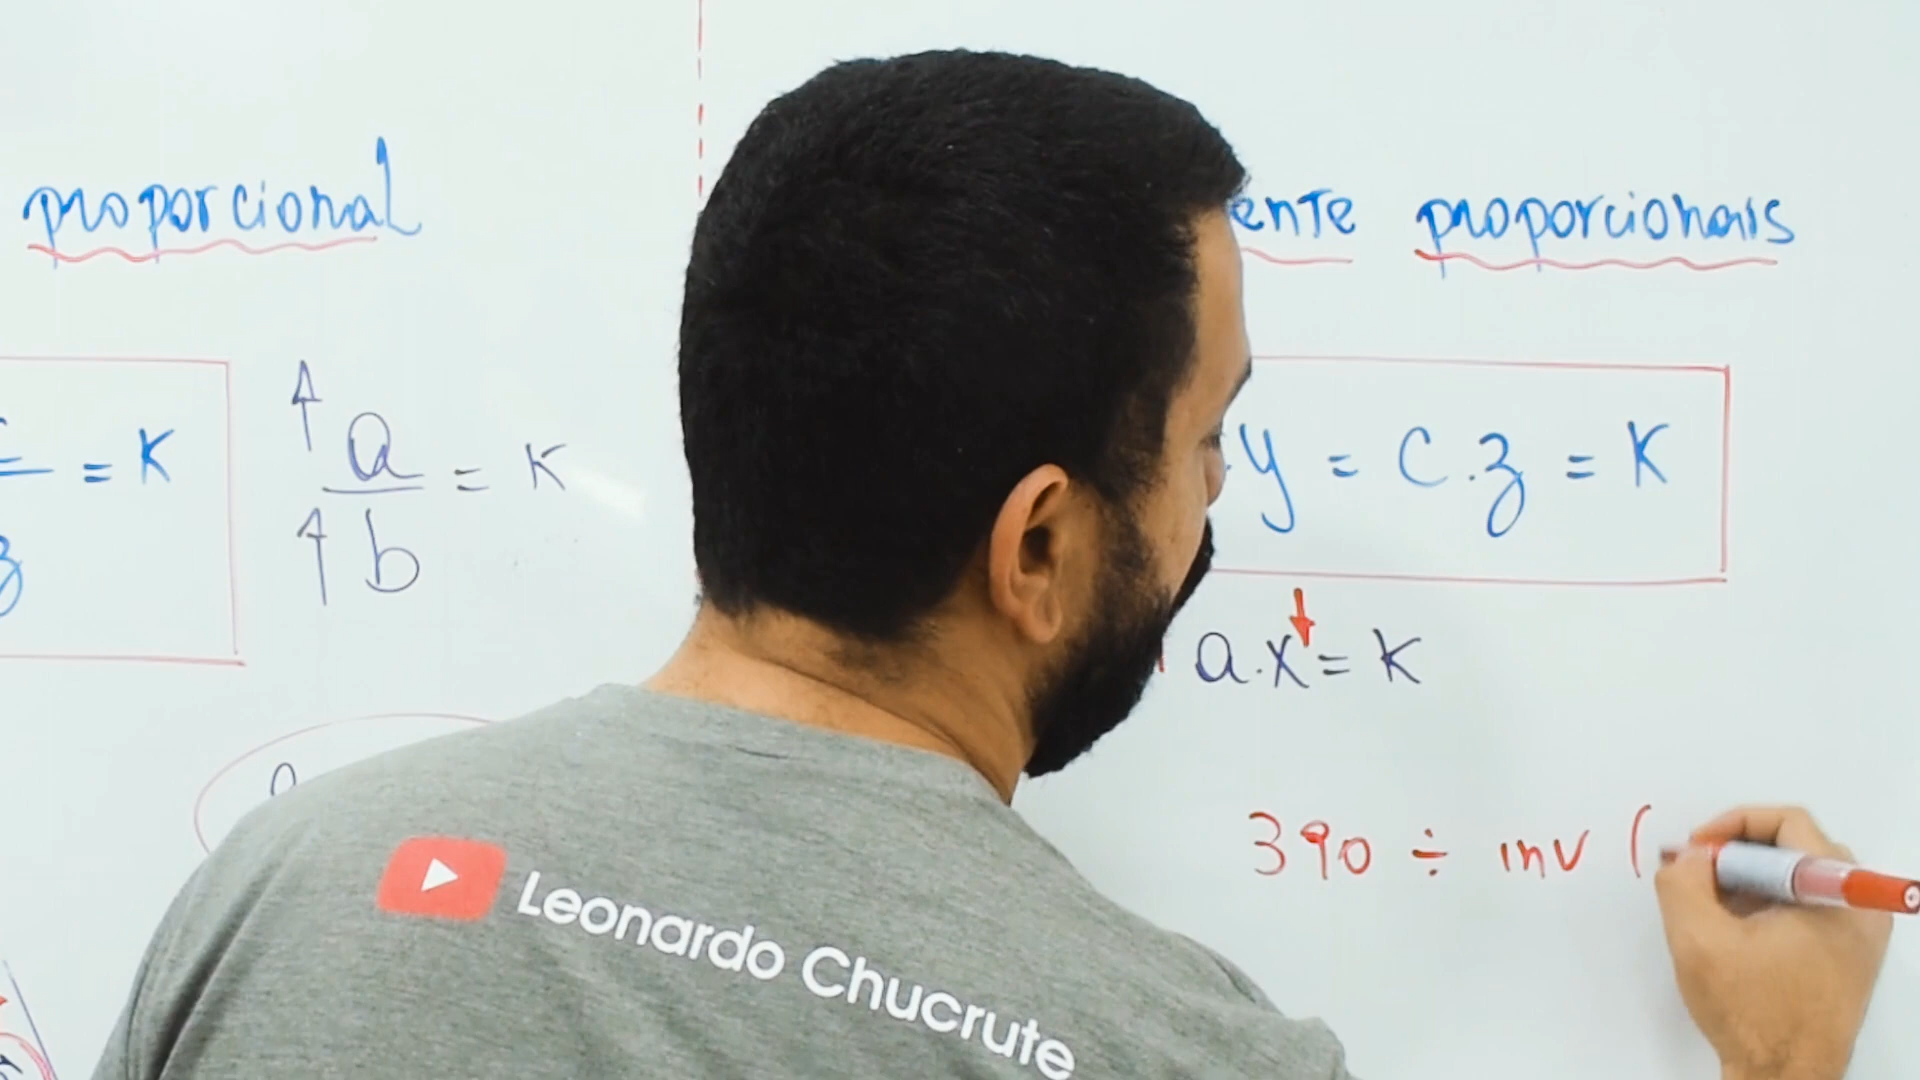 proporcional
ente proporcionais
= K
a
b
= K
.y = C.z = K
a.x = K
390 ÷ inv (
Leonardo Chucrute